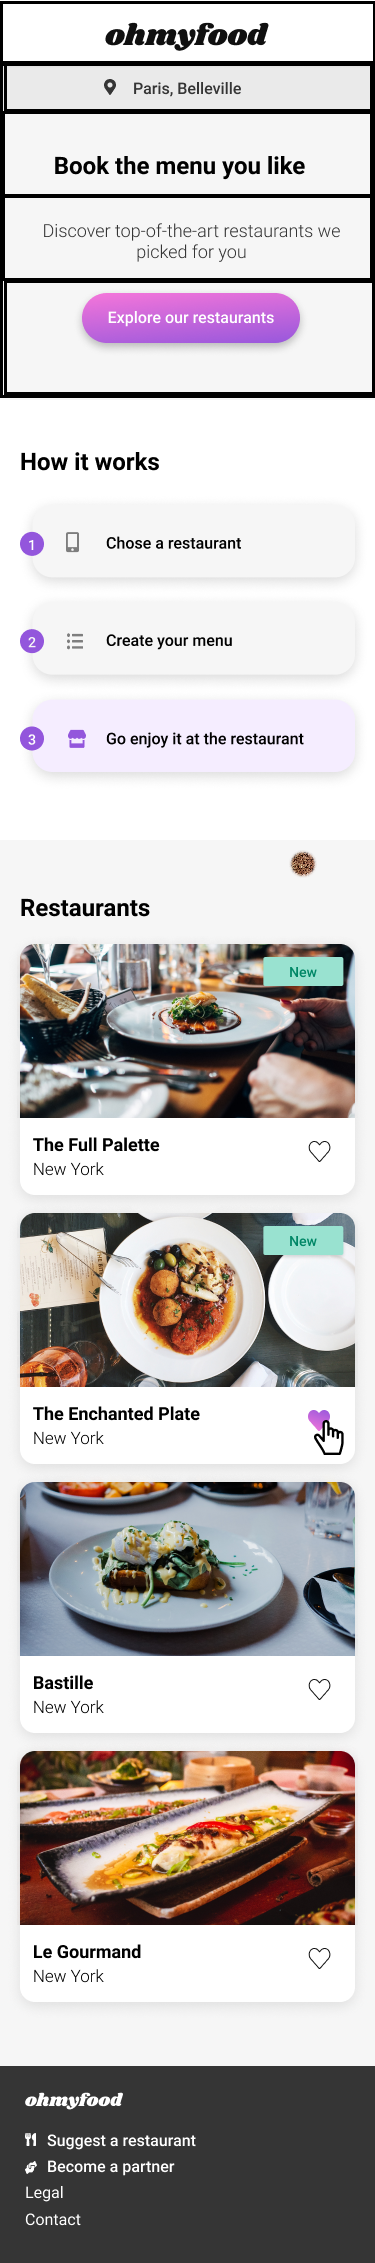 ohmyfood
Paris, Belleville
Book the menu you like
Discover top-of-the-art restaurants we
picked for you
Explore our restaurants
How it works
1
Chose a restaurant
2
Create your menu
3
Go enjoy it at the restaurant
Restaurants
New
The Full Palette
New York
New
The Enchanted Plate
New York
Bastille
New York
Le Gourmand
New York
ohmyfood
Suggest a restaurant
Become a partner
Legal
Contact